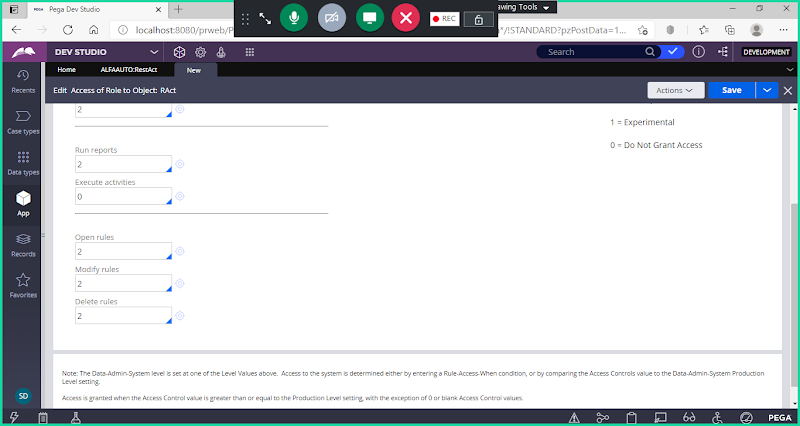 PEGA Pega Dev Studio
REC
awing Tools
localhost:8080/prweb/P
*/!STANDARD?pzPostData=1...
DEV STUDIO
Search
DEVELOPMENT
Home
ALFAAUTO:RestAct
New
Edit Access of Role to Object: RAct
Actions
Save
Recents
Case types
Data types
App
Records
Favorites
SD
2
Run reports
2
Execute activities
0
Open rules
2
Modify rules
2
Delete rules
2
1 = Experimental
0 = Do Not Grant Access
Note: The Data-Admin-System level is set at one of the Level Values above. Access to the system is determined either by entering a Rule-Access-When condition, or by comparing the Access Controls value to the Data-Admin-System Production
Level setting.
Access is granted when the Access Control value is greater than or equal to the Production Level setting, with the exception of 0 or blank Access Control values.
PEGA